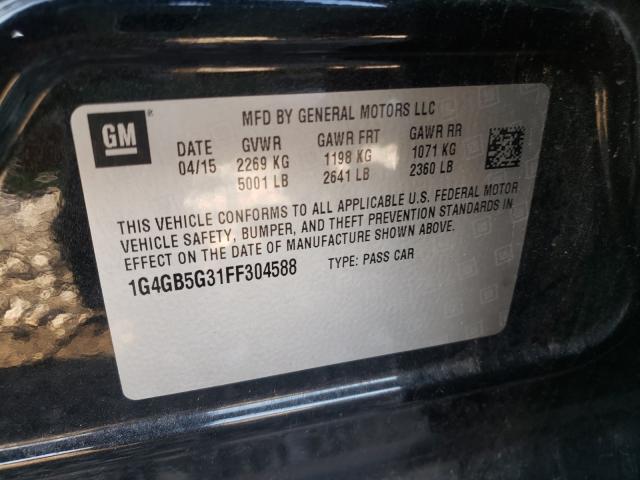 GM
MFD BY GENERAL MOTORS LLC
DATE GVWR GAWR FRT GAWR RR
04/15 2269 KG 1198 KG 1071 KG
5001 LB 2641 LB 2360 LB
THIS VEHICLE CONFORMS TO ALL APPLICABLE U.S. FEDERAL MOTOR
VEHICLE SAFETY, BUMPER, AND THEFT PREVENTION STANDARDS IN
EFFECT ON THE DATE OF MANUFACTURE SHOWN ABOVE.
1G4GB5G31FF304588 TYPE: PASS CAR